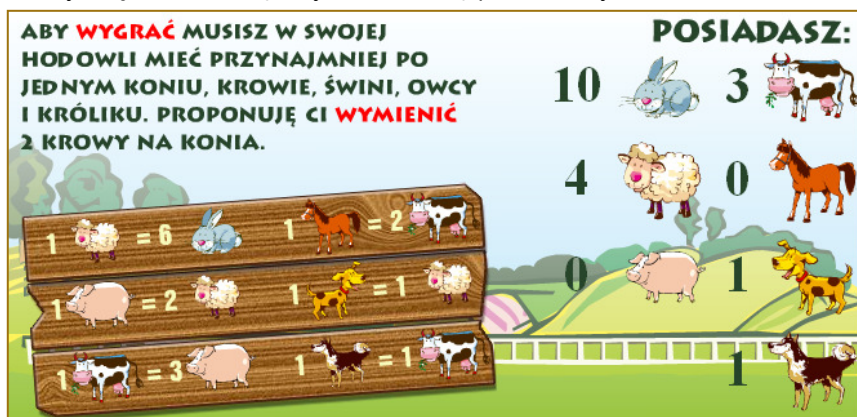 ABY WYGRAĆ MUSISZ W SWOJEJ
HODOWLI MIEĆ PRZYNAJMNIEJ PO
JEDNYM KONIU, KROWIE, ŚWINI, OWCY
I KRÓLIKU. PROPONUJĘ CI WYMIENIĆ
2 KROWY NA KONIA.
POSIADASZ:
10 3
4 0
0 1
1
1 = 6 1 = 2
1 = 2 1 = 1
1 = 3 1 = 1